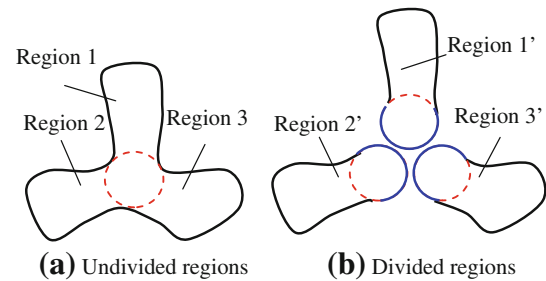 Region 1
Region 2
Region 3
Region 1’
Region 2’
Region 3’
(a) Undivided regions
(b) Divided regions